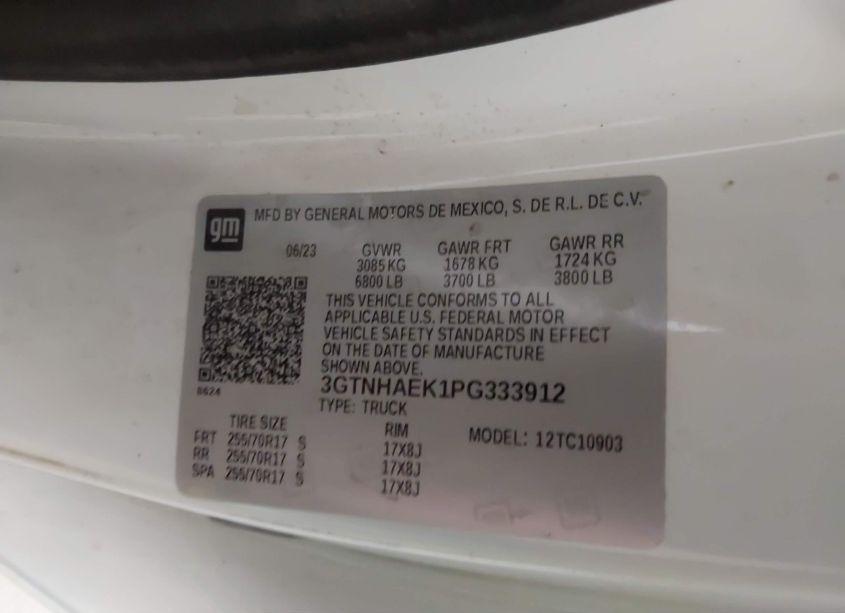 gm
MFD BY GENERAL MOTORS DE MEXICO, S. DE R.L. DE C.V.
06/23 GVWR GAWR FRT GAWR RR
3085 KG 1678 KG 1724 KG
6800 LB 3700 LB 3800 LB
THIS VEHICLE CONFORMS TO ALL
APPLICABLE U.S. FEDERAL MOTOR
VEHICLE SAFETY STANDARDS IN EFFECT
ON THE DATE OF MANUFACTURE
SHOWN ABOVE.
8624
3GTNHAEK1PG333912
TYPE: TRUCK
TIRE SIZE RIM MODEL: 12TC10903
FRT 255/70R17 S 17X8J
RR 255/70R17 S 17X8J
SPA 255/70R17 S 17X8J